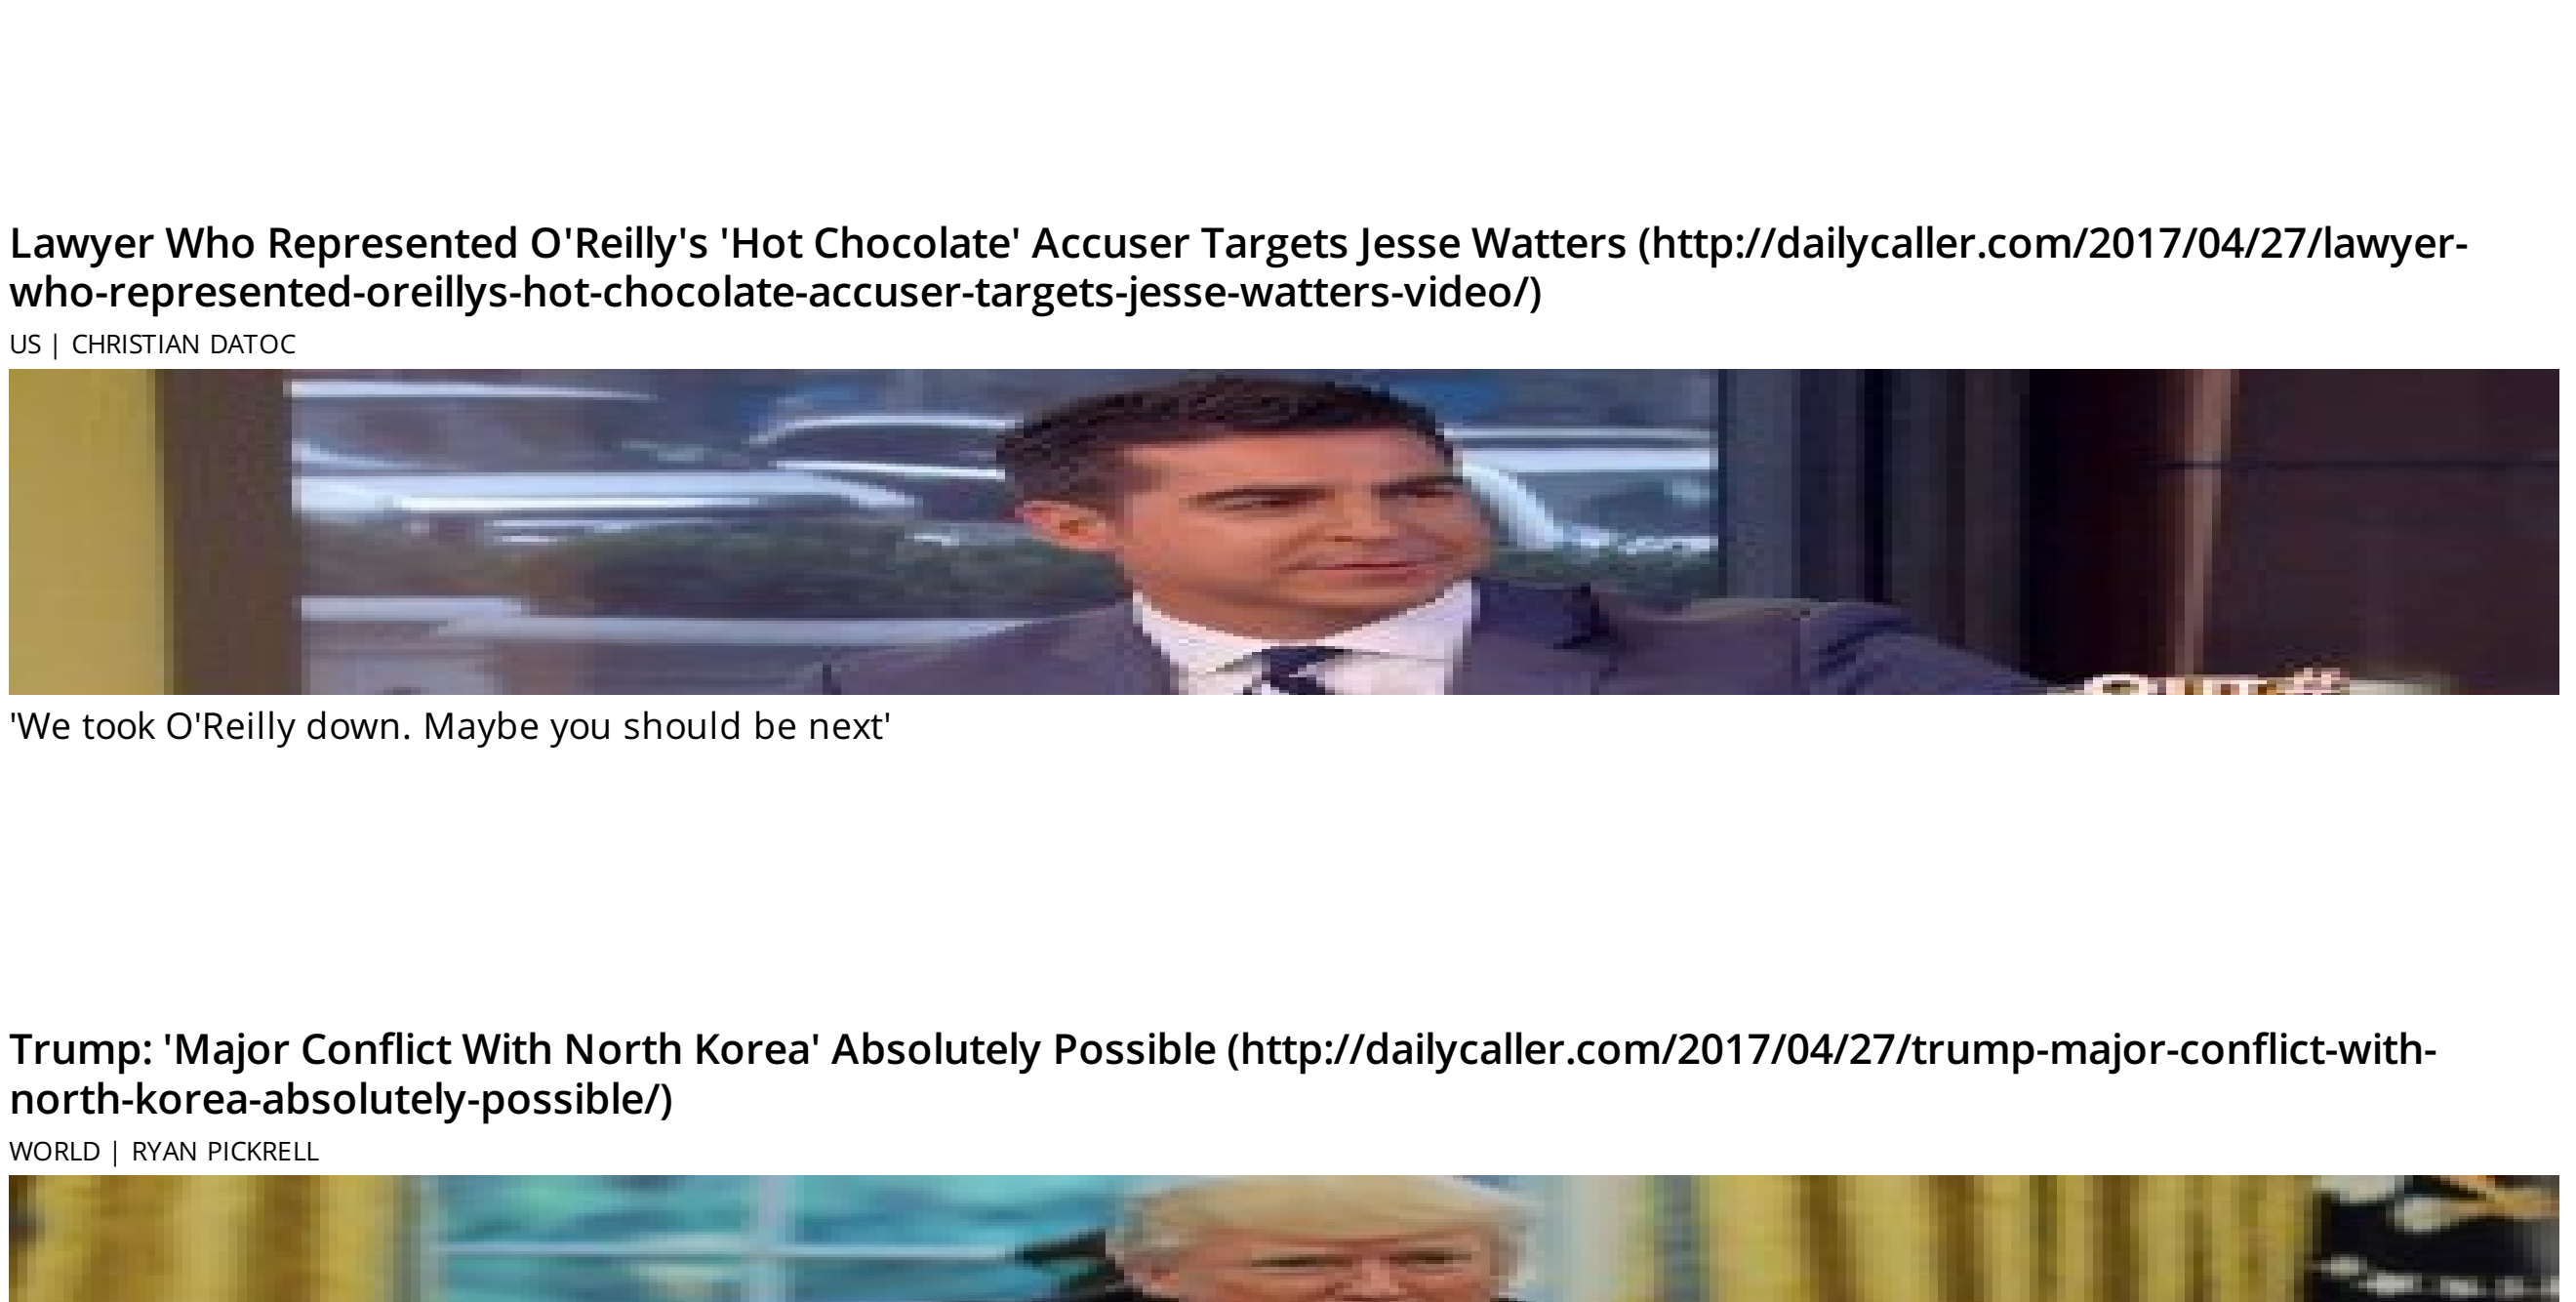 Lawyer Who Represented O'Reilly's 'Hot Chocolate' Accuser Targets Jesse Watters (http://dailycaller.com/2017/04/27/lawyer-
who-represented-oreillys-hot-chocolate-accuser-targets-jesse-watters-video/)
US | CHRISTIAN DATOC
'We took O'Reilly down. Maybe you should be next'
Trump: 'Major Conflict With North Korea' Absolutely Possible (http://dailycaller.com/2017/04/27/trump-major-conflict-with-
north-korea-absolutely-possible/)
WORLD | RYAN PICKRELL